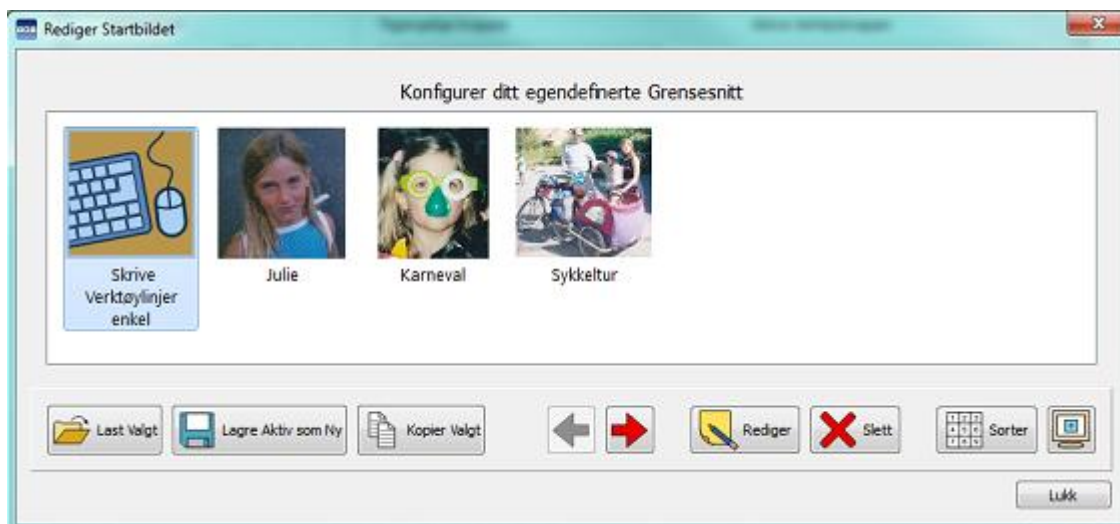 Rediger Startbildet
Konfigurer ditt egendefinerte Grensesnitt
Skrive
Verktøylinjer
enkel
Julie
Karneval
Sykkeltur
Last Valgt
Lagre Aktiv som Ny
Kopier Valgt
Rediger
Slett
Sorter
Lukk